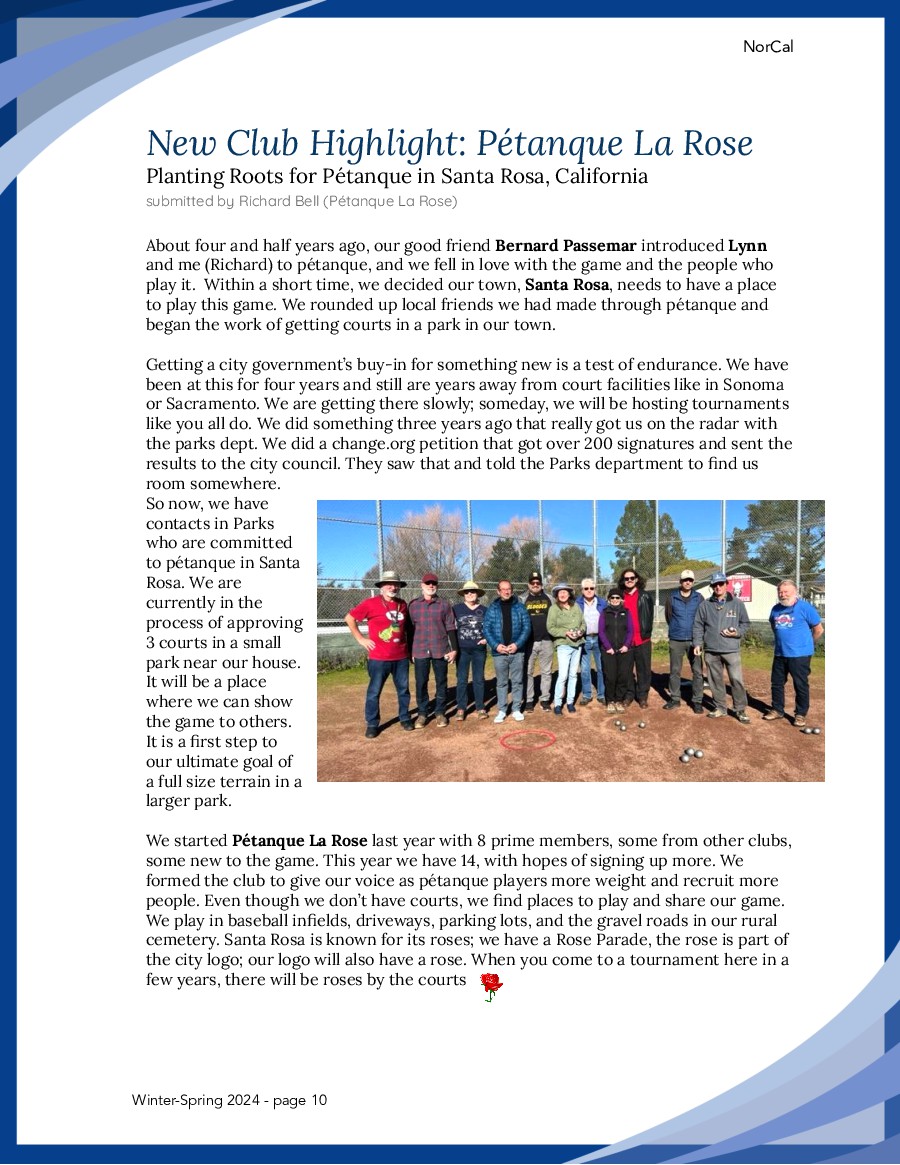 NorCal
New Club Highlight: Pétanque La Rose
Planting Roots for Pétanque in Santa Rosa, California
submitted by Richard Bell (Pétanque La Rose)
About four and half years ago, our good friend Bernard Passemar introduced Lynn
and me (Richard) to pétanque, and we fell in love with the game and the people who
play it.  Within a short time, we decided our town, Santa Rosa, needs to have a place
to play this game. We rounded up local friends we had made through pétanque and
began the work of getting courts in a park in our town.
Getting a city government’s buy-in for something new is a test of endurance. We have
been at this for four years and still are years away from court facilities like in Sonoma
or Sacramento. We are getting there slowly; someday, we will be hosting tournaments
like you all do. We did something three years ago that really got us on the radar with
the parks dept. We did a change.org petition that got over 200 signatures and sent the
results to the city council. They saw that and told the Parks department to find us
room somewhere.
So now, we have
contacts in Parks
who are committed
to pétanque in Santa
Rosa. We are
currently in the
process of approving
3 courts in a small
park near our house.
It will be a place
where we can show
the game to others.
It is a first step to
our ultimate goal of
a full size terrain in a
larger park.
We started Pétanque La Rose last year with 8 prime members, some from other clubs,
some new to the game. This year we have 14, with hopes of signing up more. We
formed the club to give our voice as pétanque players more weight and recruit more
people. Even though we don’t have courts, we find places to play and share our game.
We play in baseball infields, driveways, parking lots, and the gravel roads in our rural
cemetery. Santa Rosa is known for its roses; we have a Rose Parade, the rose is part of
the city logo; our logo will also have a rose. When you come to a tournament here in a
few years, there will be roses by the courts
Winter-Spring 2024 - page 10